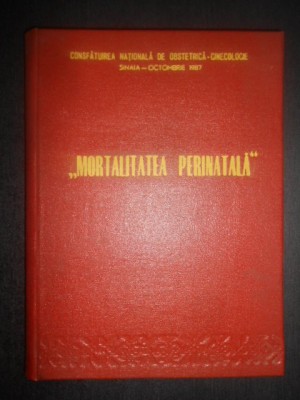 CONSFĂTUIREA NAȚIONALĂ DE OBSTETRICĂ - GINECOLOGIE
SINAIA - OCTOMBRIE 1987
„MORTALITATEA PERINATALĂ“